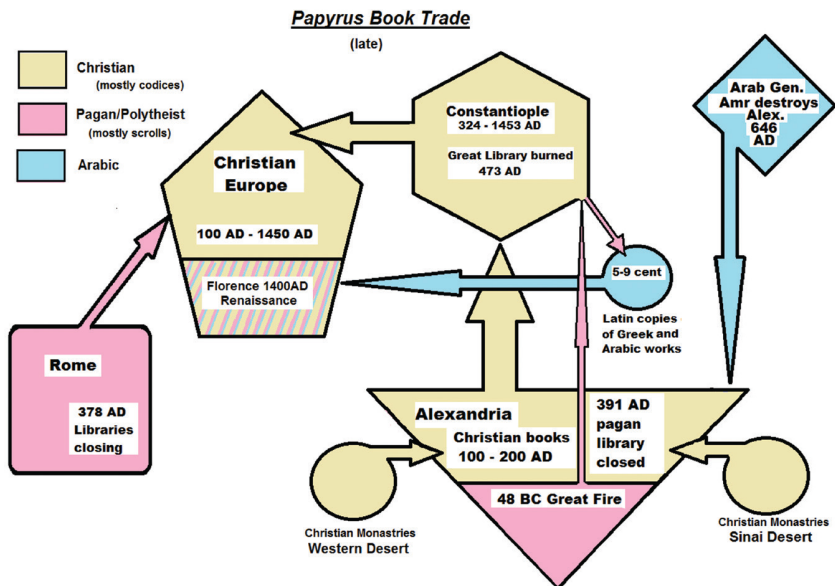 Papyrus Book Trade
(late)
Christian
(mostly codices)
Pagan/Polytheist
(mostly scrolls)
Arabic
Christian
Europe
100 AD - 1450 AD
Florence 1400AD
Renaissance
Constantiople
324 - 1453 AD
Great Library burned
473 AD
Arab Gen.
Amr destroys
Alex.
646
AD
5-9 cent
Latin copies
of Greek and
Arabic works
Rome
378 AD
Libraries
closing
Alexandria
Christian books
100 - 200 AD
391 AD
pagan
library
closed
48 BC Great Fire
Christian Monastries
Western Desert
Christian Monastries
Sinai Desert